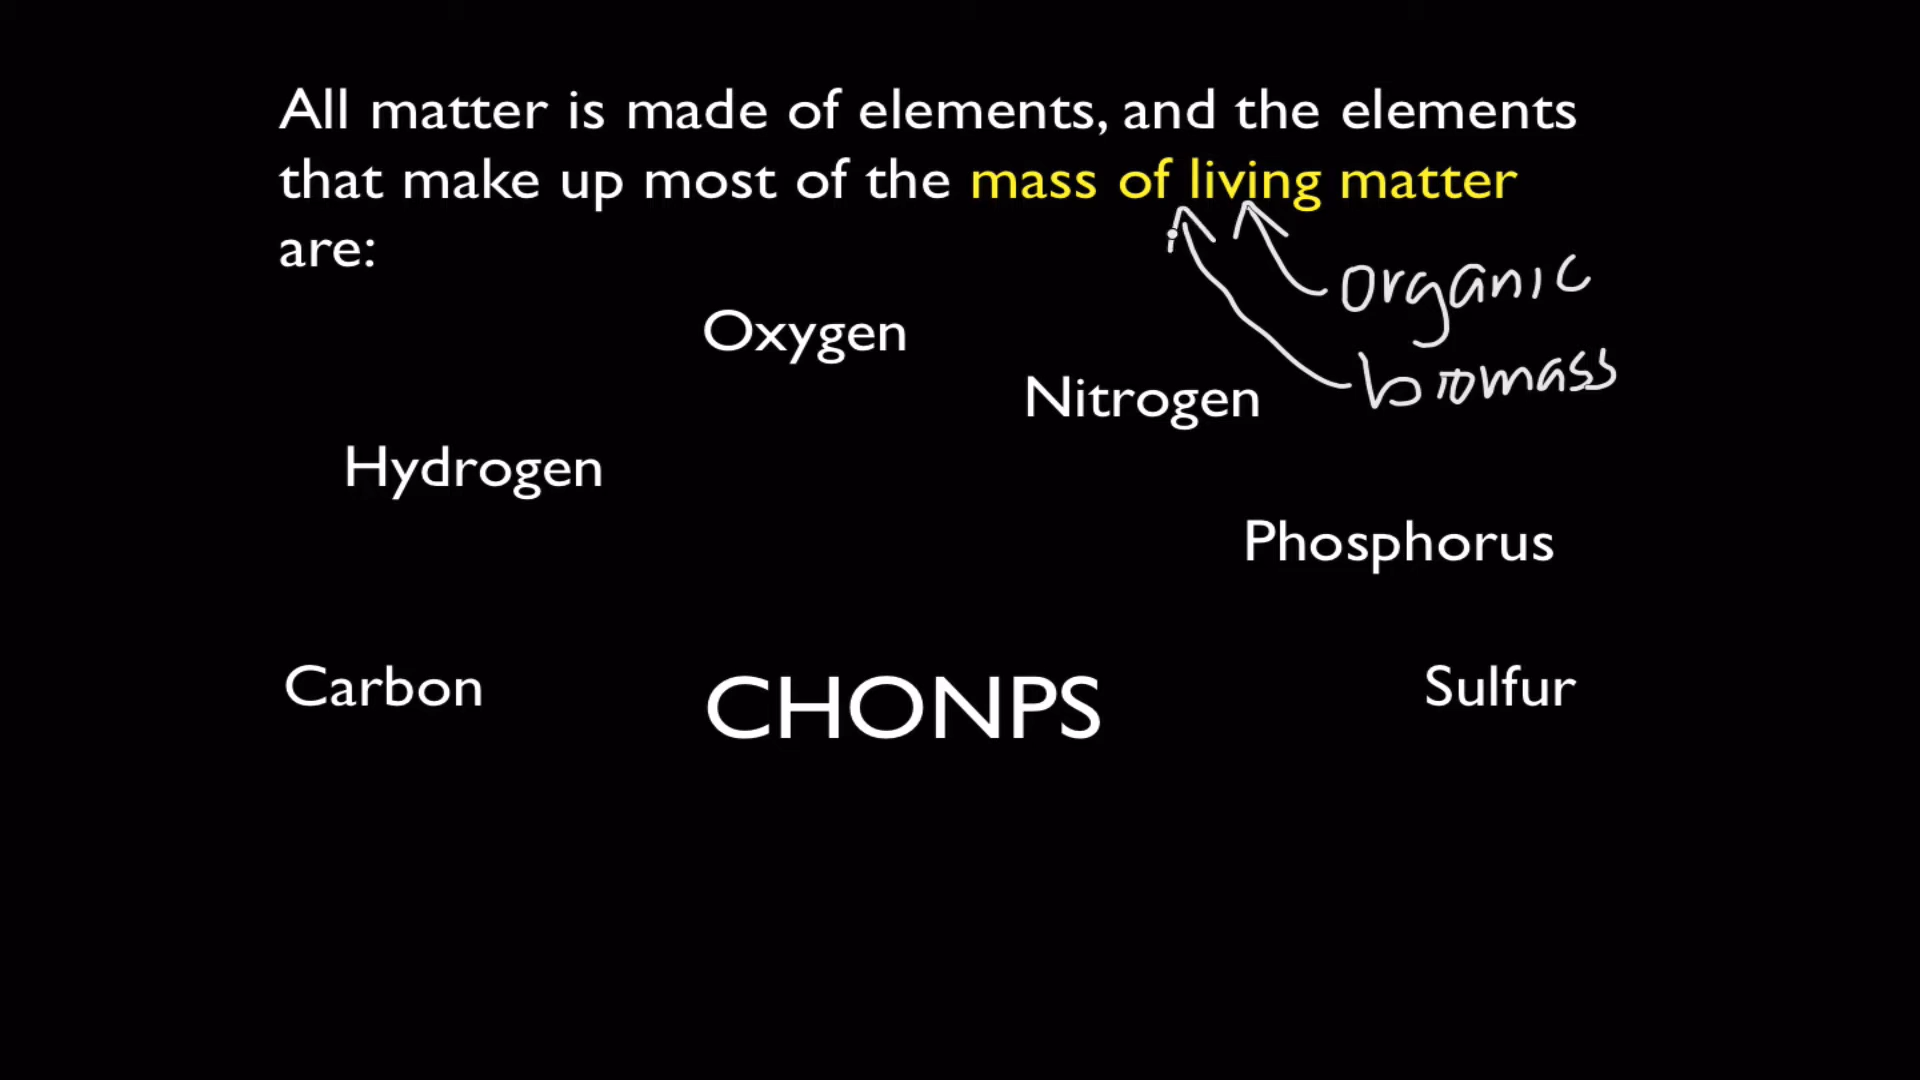 All matter is made of elements, and the elements
that make up most of the mass of living matter
are:
organic
Oxygen
biomass
Nitrogen
Hydrogen
Phosphorus
Carbon
CHONPS
Sulfur